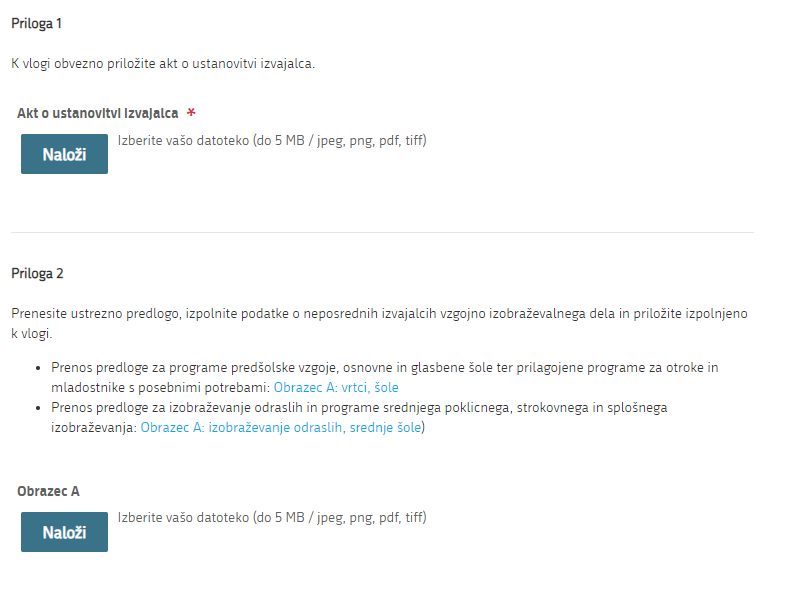 Priloga 1
K vlogi obvezno priložite akt o ustanovitvi izvajalca.
Akt o ustanovitvi izvajalca *
Naloži
Izberite vašo datoteko (do 5 MB / jpeg, png, pdf, tiff)
Priloga 2
Prenesite ustrezno predlogo, izpolnite podatke o neposrednih izvajalcih vzgojno izobraževalnega dela in priložite izpolnjeno
k vlogi.
• Prenos predloge za programe predšolske vzgoje, osnovne in glasbene šole ter prilagojene programe za otroke in
mladostnike s posebnimi potrebami: Obrazec A: vrtci, šole
• Prenos predloge za izobraževanje odraslih in programe srednjega poklicnega, strokovnega in splošnega
izobraževanja: Obrazec A: izobraževanje odraslih, srednje šole)
Obrazec A
Naloži
Izberite vašo datoteko (do 5 MB / jpeg, png, pdf, tiff)